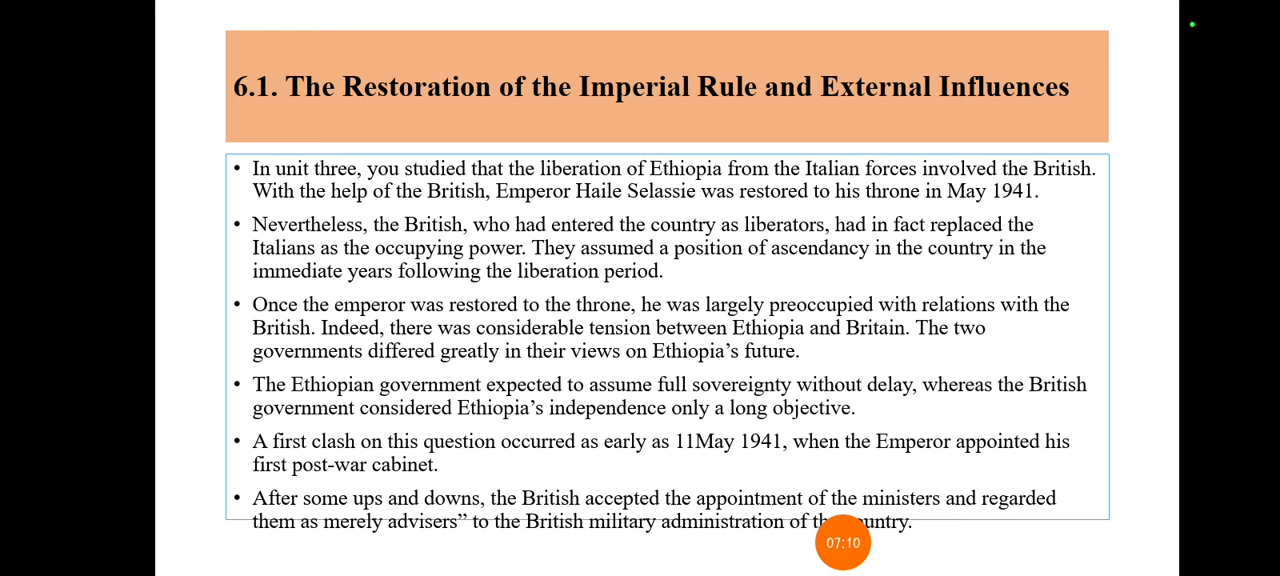 6.1. The Restoration of the Imperial Rule and External Influences
• In unit three, you studied that the liberation of Ethiopia from the Italian forces involved the British.
With the help of the British, Emperor Haile Selassie was restored to his throne in May 1941.
• Nevertheless, the British, who had entered the country as liberators, had in fact replaced the
Italians as the occupying power. They assumed a position of ascendancy in the country in the
immediate years following the liberation period.
• Once the emperor was restored to the throne, he was largely preoccupied with relations with the
British. Indeed, there was considerable tension between Ethiopia and Britain. The two
governments differed greatly in their views on Ethiopia’s future.
• The Ethiopian government expected to assume full sovereignty without delay, whereas the British
government considered Ethiopia’s independence only a long objective.
• A first clash on this question occurred as early as 11May 1941, when the Emperor appointed his
first post-war cabinet.
• After some ups and downs, the British accepted the appointment of the ministers and regarded
them as merely advisers” to the British military administration of
07:10